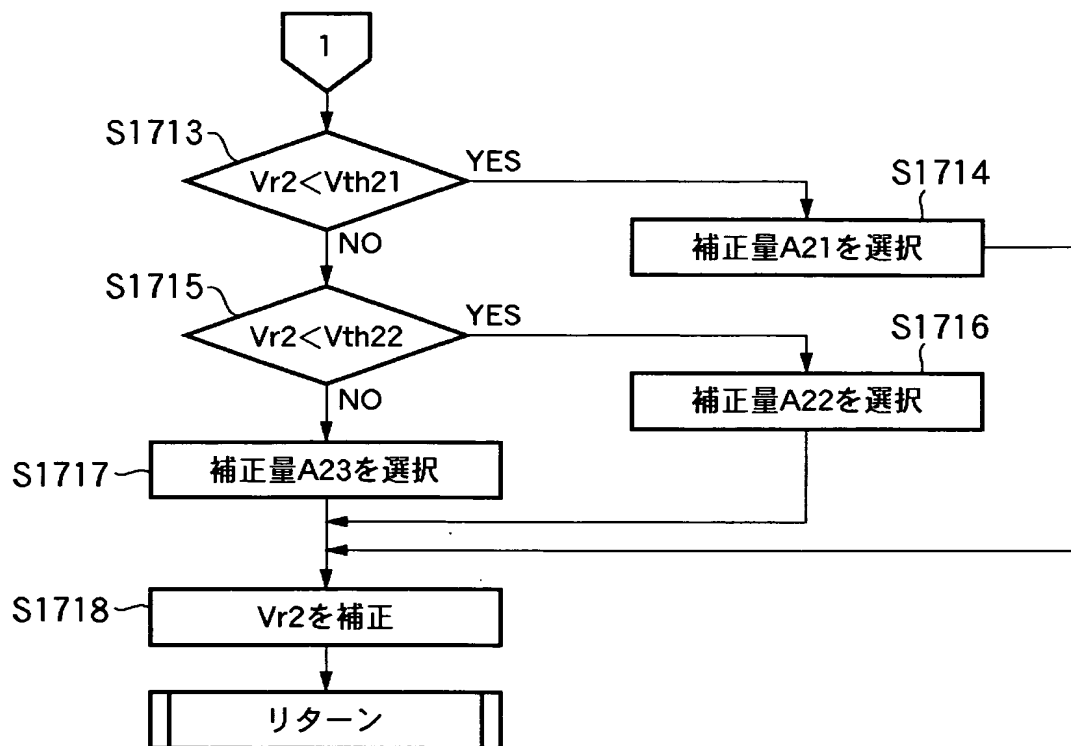 1
S1713
Vr2<Vth21
YES
S1714
補正量A21を選択
NO
S1715
Vr2<Vth22
YES
S1716
補正量A22を選択
NO
S1717
補正量A23を選択
S1718
Vr2を補正
リターン